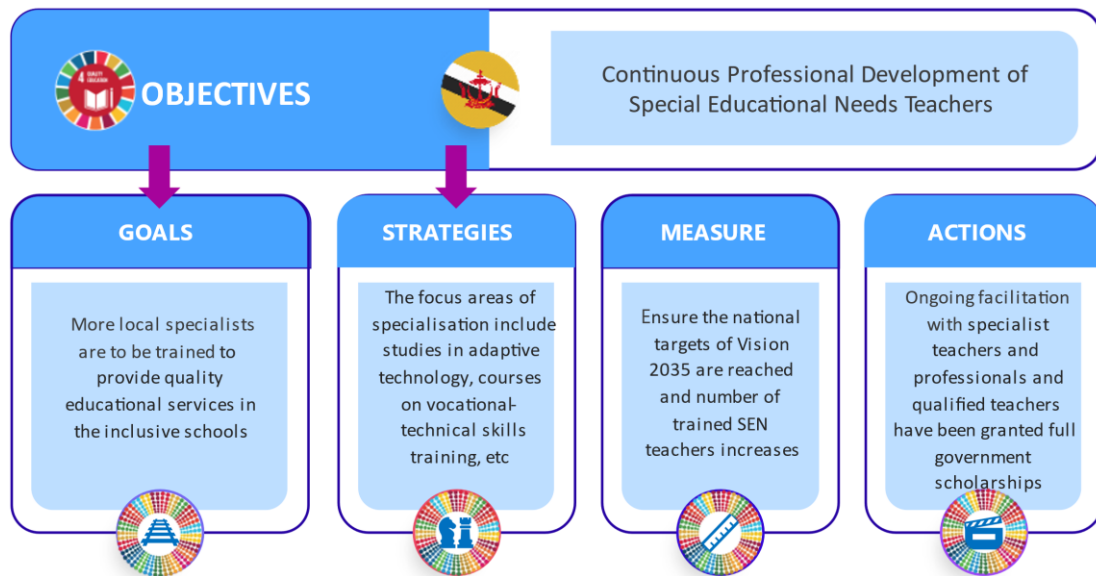 4 QUALITY
EDUCATION
OBJECTIVES
Continuous Professional Development of
Special Educational Needs Teachers
GOALS
More local specialists
are to be trained to
provide quality
educational services in
the inclusive schools
STRATEGIES
The focus areas of
specialisation include
studies in adaptive
technology, courses
on vocational-
technical skills
training, etc
MEASURE
Ensure the national
targets of Vision
2035 are reached
and number of
trained SEN
teachers increases
ACTIONS
Ongoing facilitation
with specialist
teachers and
professionals and
qualified teachers
have been granted full
government
scholarships